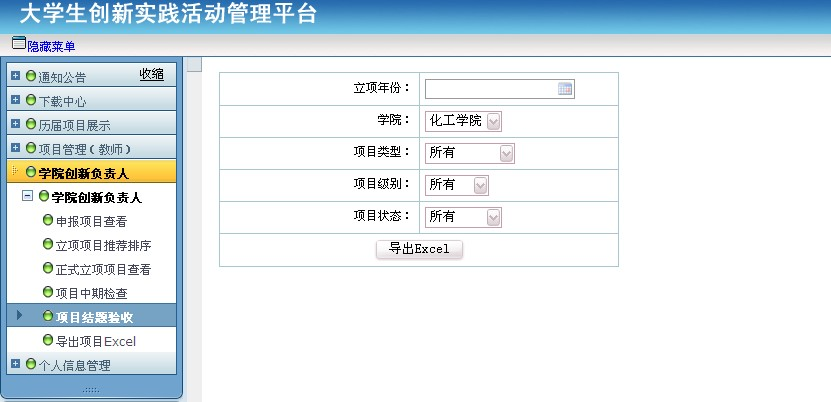 大学生创新实践活动管理平台
隐藏菜单
通知公告 收缩
下载中心
历届项目展示
项目管理（教师）
学院创新负责人
学院创新负责人
申报项目查看
立项项目推荐排序
正式立项项目查看
项目中期检查
项目结题验收
导出项目Excel
个人信息管理
立项年份：
学院： 化工学院
项目类型： 所有
项目级别： 所有
项目状态： 所有
导出Excel